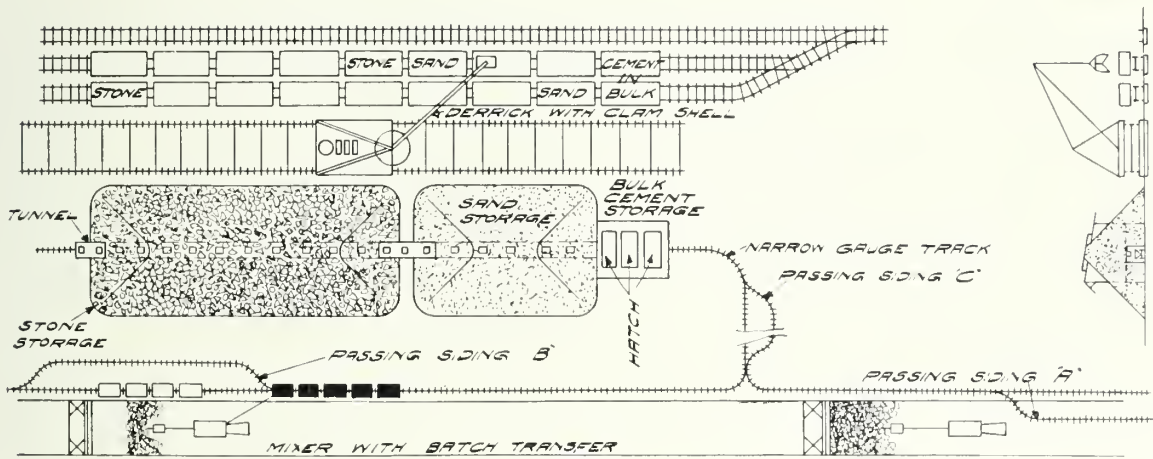 STONE SAND CEMENT
IN
STONE SAND BULK
DERRICK WITH CLAM SHELL
BULK
CEMENT
STORAGE
SAND
STORAGE
TUNNEL
NARROW GAUGE TRACK
PASSING SIDING "C"
HATCH
STONE
STORAGE
PASSING SIDING B"
PASSING SIDING "A"
MIXER WITH BATCH TRANSFER